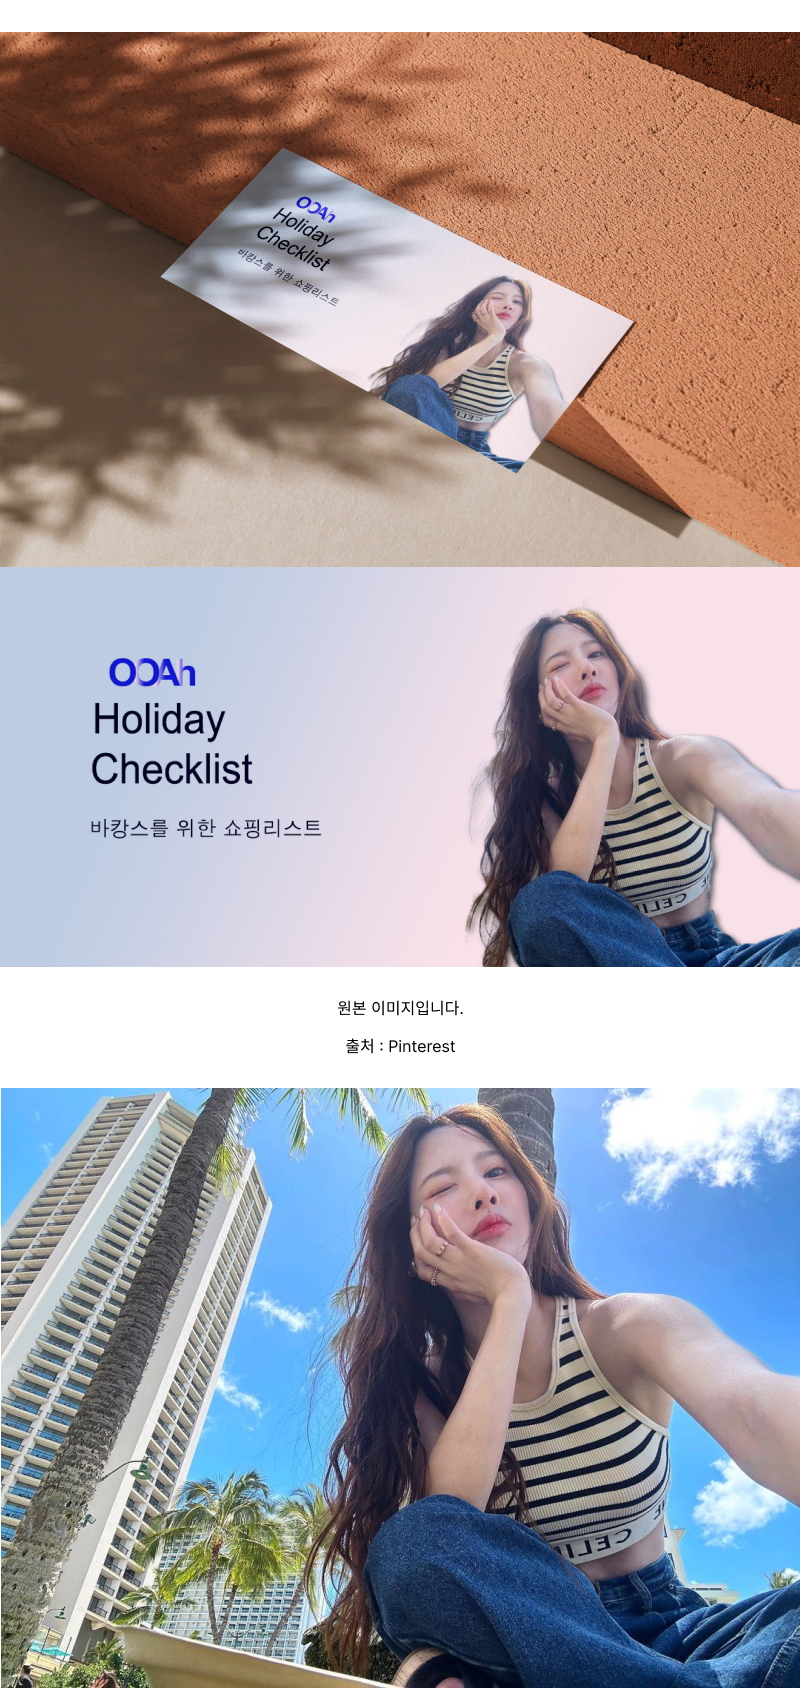 OOAh
Holiday
Checklist
바캉스를 위한 쇼핑리스트
CELINE
OOAh
Holiday
Checklist
바캉스를 위한 쇼핑리스트
원본 이미지입니다.
출처 : Pinterest